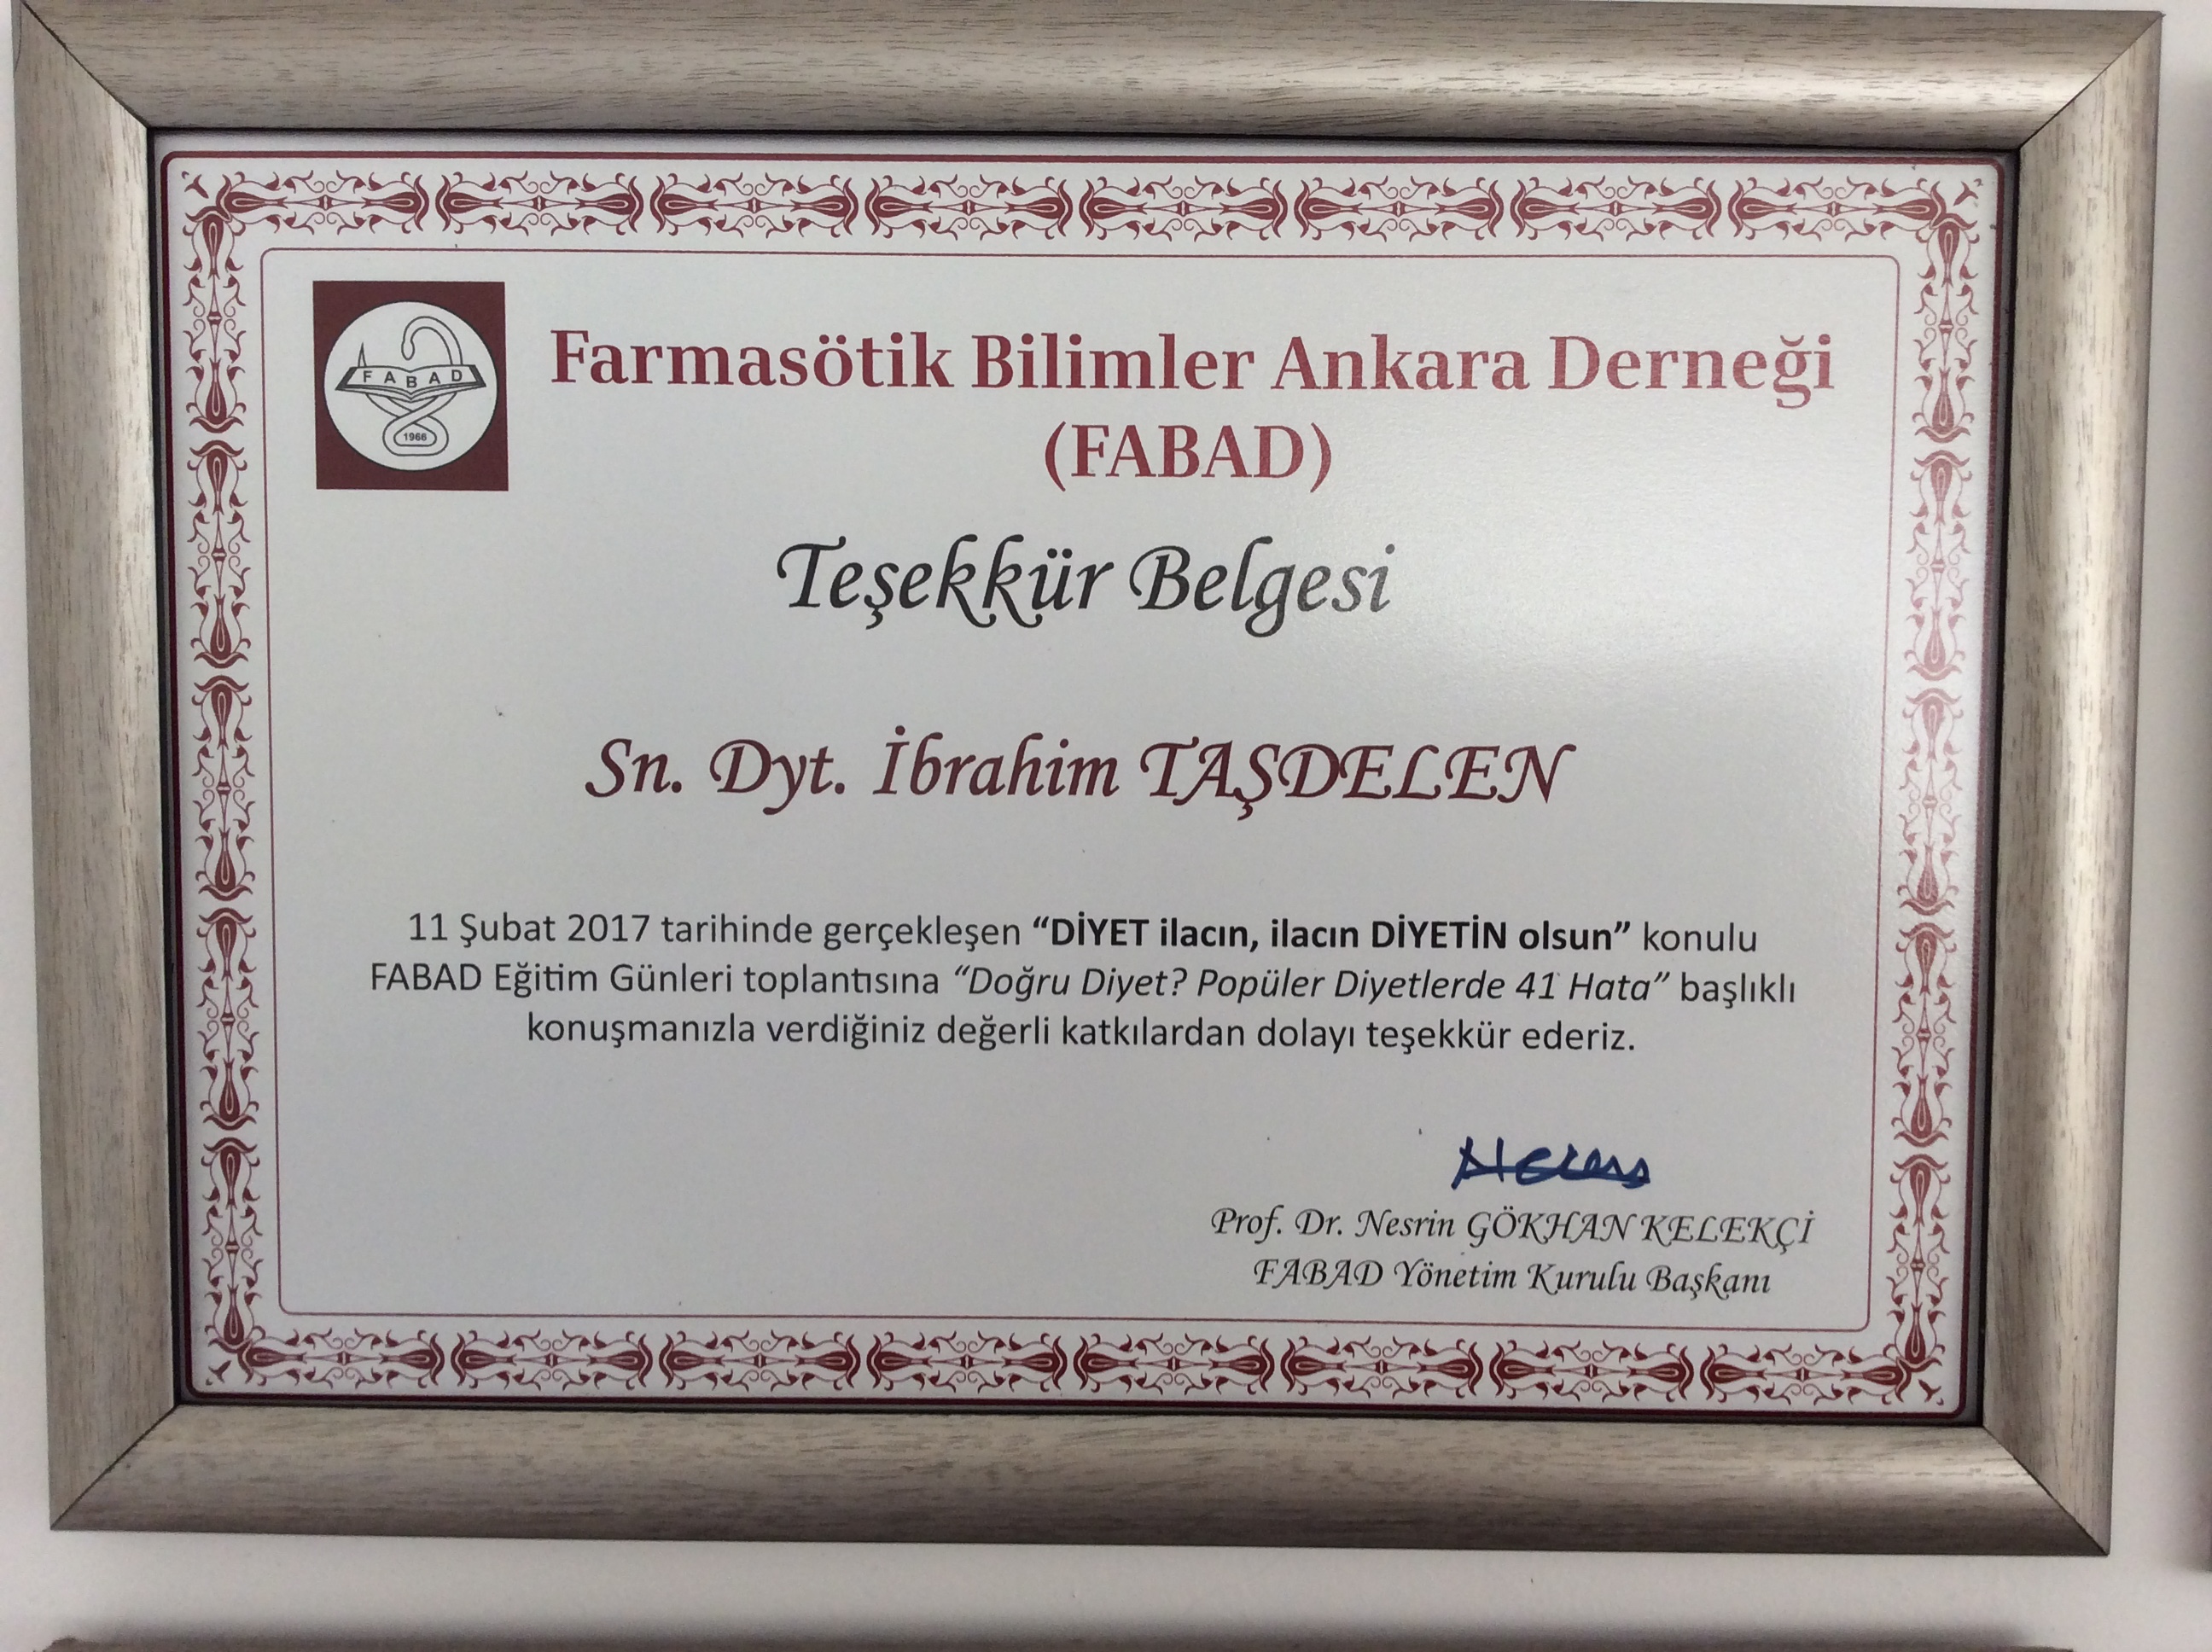 FABAD
1966
Farmasötik Bilimler Ankara Derneği
(FABAD)
Teşekkür Belgesi
Sn. Dyt. İbrahim TAŞDELEN
11 Şubat 2017 tarihinde gerçekleşen “DİYET ilacın, ilacın DİYETİN olsun” konulu
FABAD Eğitim Günleri toplantısına “Doğru Diyet? Popüler Diyetlerde 41 Hata” başlıklı
konuşmanızla verdiğiniz değerli katkılardan dolayı teşekkür ederiz.
Prof. Dr. Nesrin GÖKHAN KELEKÇİ
FABAD Yönetim Kurulu Başkanı